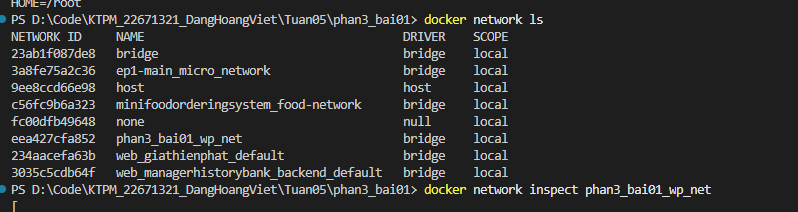 HOME=/root
PS D:\Code\KTPM_22671321_DangHoangViet\Tuan05\phan3_bai01> docker network ls
NETWORK ID     NAME                                  DRIVER    SCOPE
23ab1f087de8   bridge                                bridge    local
3a8fe75a2c36   ep1-main_micro_network                bridge    local
9ee8ccd66e98   host                                  host      local
c56fc9b6a323   minifoodorderingsystem_food-network   bridge    local
fc00dfb49648   none                                  null      local
eea427cfa852   phan3_bai01_wp_net                    bridge    local
234aacefa63b   web_giathienphat_default              bridge    local
3035c5cdb64f   web_managerhistorybank_backend_default   bridge    local
PS D:\Code\KTPM_22671321_DangHoangViet\Tuan05\phan3_bai01> docker network inspect phan3_bai01_wp_net
[